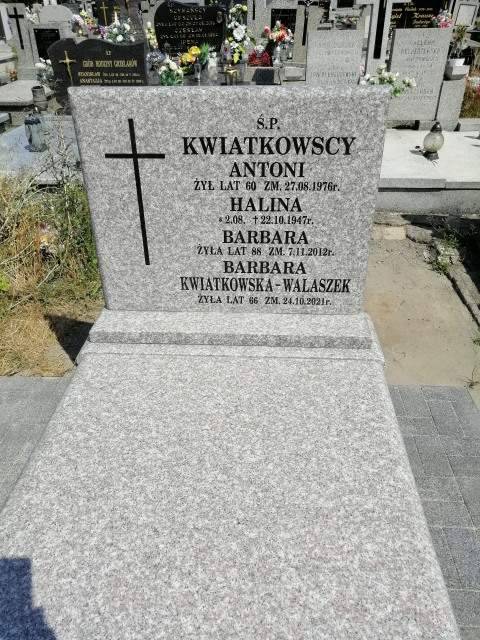 Ś.P.
KWIATKOWSCY
ANTONI
ŻYŁ LAT 60 ZM. 27.08.1976r.
HALINA
* 2.08. † 22.10.1947r.
BARBARA
ŻYŁA LAT 88 ZM. 7.11.2012r.
BARBARA
KWIATKOWSKA-WALASZEK
ŻYŁA LAT 66 ZM. 24.10.2021r.